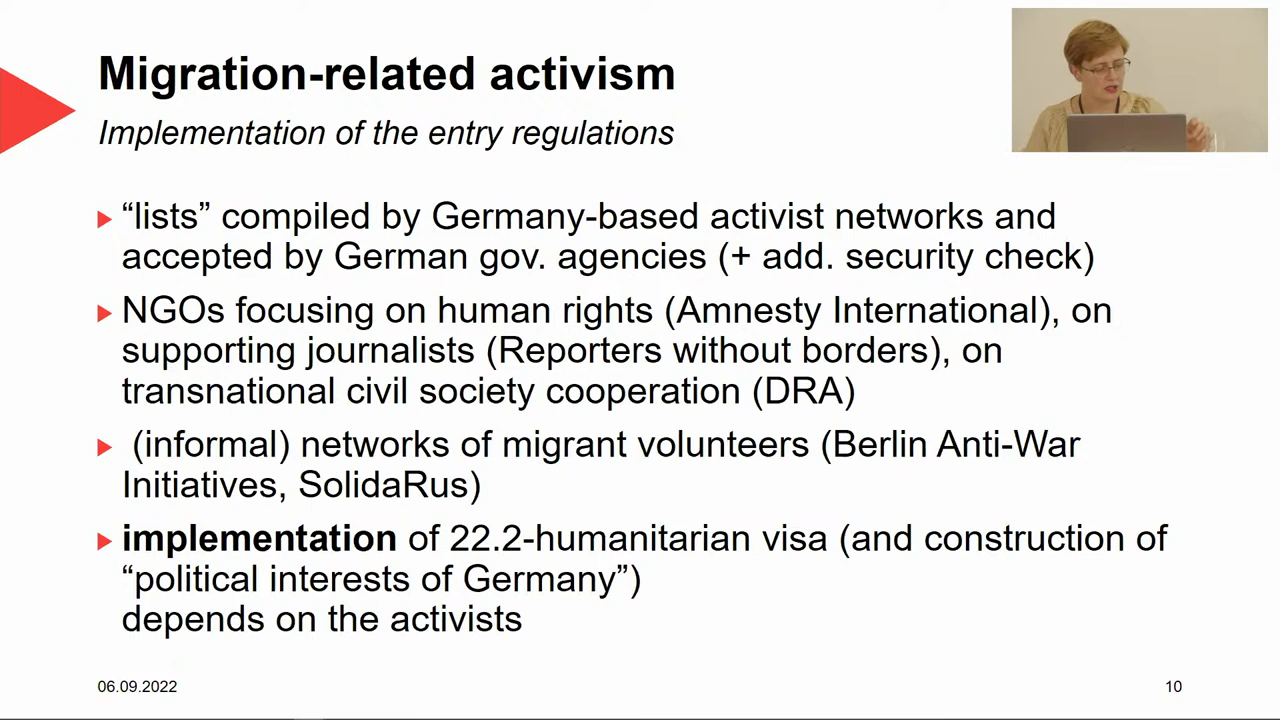 Migration-related activism
Implementation of the entry regulations
“lists” compiled by Germany-based activist networks and
accepted by German gov. agencies (+ add. security check)
NGOs focusing on human rights (Amnesty International), on
supporting journalists (Reporters without borders), on
transnational civil society cooperation (DRA)
(informal) networks of migrant volunteers (Berlin Anti-War
Initiatives, SolidaRus)
implementation of 22.2-humanitarian visa (and construction of
“political interests of Germany”)
depends on the activists
06.09.2022
10